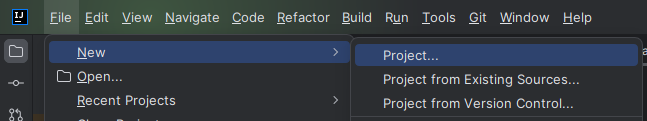 IJ
File Edit View Navigate Code Refactor Build Run Tools Git Window Help
New
Project...
Open...
Project from Existing Sources...
Recent Projects
Project from Version Control...